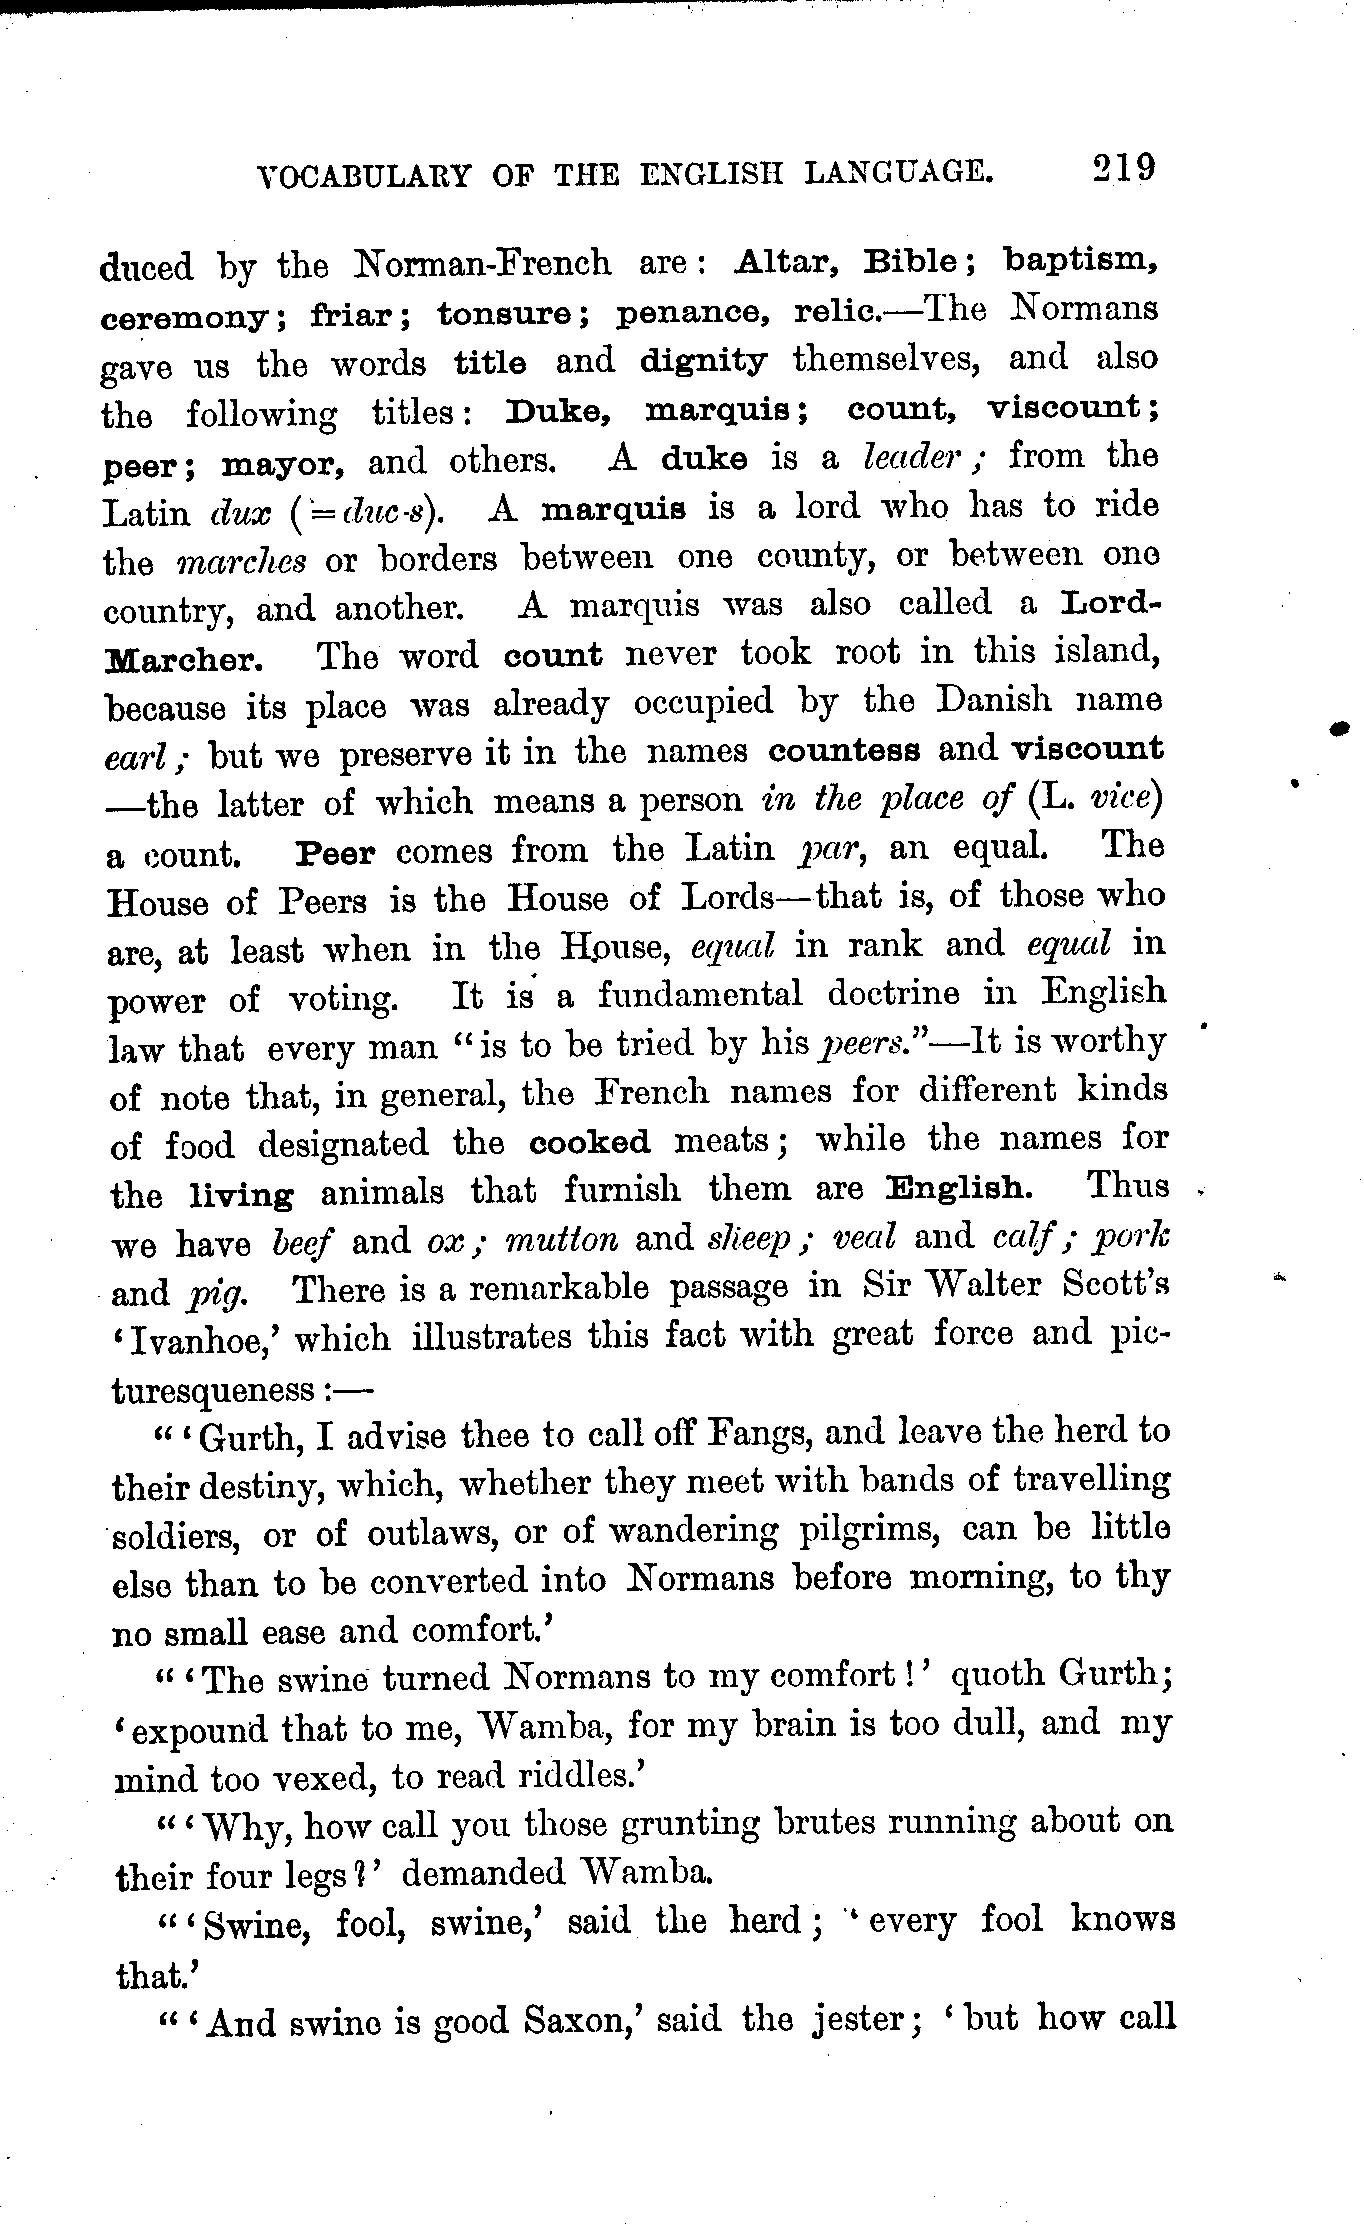 VOCABULARY OF THE ENGLISH LANGUAGE. 219
duced by the Norman-French are: Altar, Bible; baptism,
ceremony; friar; tonsure; penance, relic.—The Normans
gave us the words title and dignity themselves, and also
the following titles: Duke, marquis; count, viscount;
peer; mayor, and others. A duke is a leader; from the
Latin dux (=duc-s). A marquis is a lord who has to ride
the marches or borders between one county, or between one
country, and another. A marquis was also called a Lord-
Marcher. The word count never took root in this island,
because its place was already occupied by the Danish name
earl; but we preserve it in the names countess and viscount
—the latter of which means a person in the place of (L. vice)
a count. Peer comes from the Latin par, an equal. The
House of Peers is the House of Lords—that is, of those who
are, at least when in the House, equal in rank and equal in
power of voting. It is a fundamental doctrine in English
law that every man "is to be tried by his peers."—It is worthy
of note that, in general, the French names for different kinds
of food designated the cooked meats; while the names for
the living animals that furnish them are English. Thus
we have beef and ox; mutton and sheep; veal and calf; pork
and pig. There is a remarkable passage in Sir Walter Scott's
'Ivanhoe,' which illustrates this fact with great force and pic-
turesqueness:—
"'Gurth, I advise thee to call off Fangs, and leave the herd to
their destiny, which, whether they meet with bands of travelling
soldiers, or of outlaws, or of wandering pilgrims, can be little
else than to be converted into Normans before morning, to thy
no small ease and comfort.'
"'The swine turned Normans to my comfort!' quoth Gurth;
'expound that to me, Wamba, for my brain is too dull, and my
mind too vexed, to read riddles.'
"'Why, how call you those grunting brutes running about on
their four legs?' demanded Wamba.
"'Swine, fool, swine,' said the herd; 'every fool knows
that.'
"'And swine is good Saxon,' said the jester; 'but how call